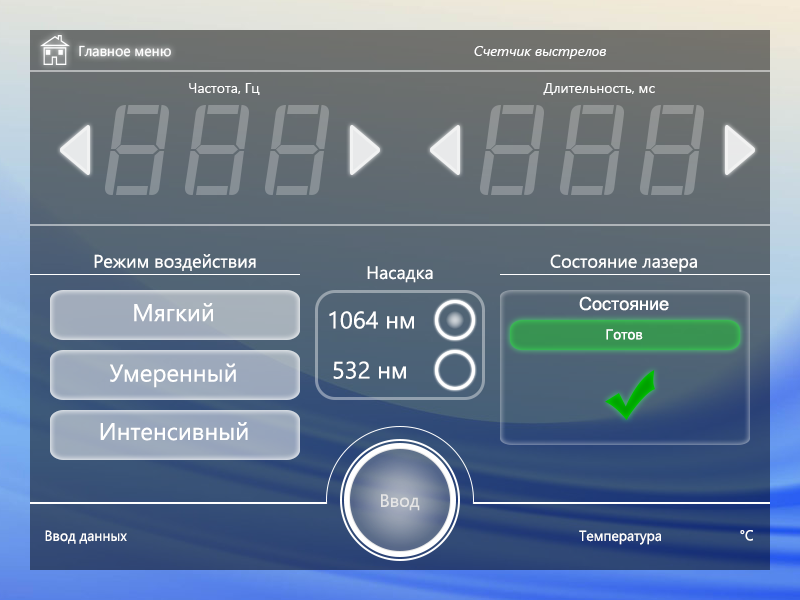 Главное меню
Счетчик выстрелов
Частота, Гц
Длительность, мс
Режим воздействия
Мягкий
Умеренный
Интенсивный
Насадка
1064 нм
532 нм
Состояние лазера
Состояние
Готов
Ввод
Ввод данных
Температура
°C